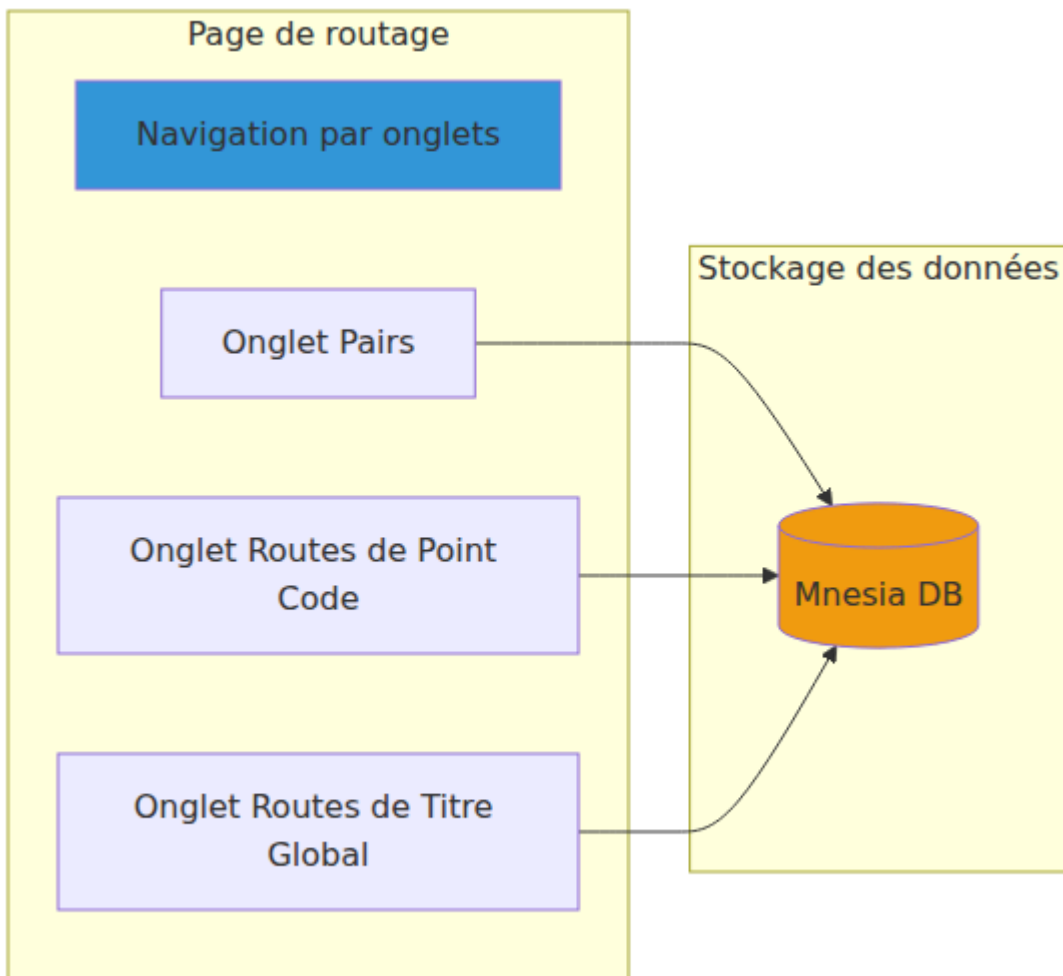 Page de routage
Navigation par onglets
Stockage des données
Onglet Pairs
Onglet Routes de Point
Code
Mnesia DB
Onglet Routes de Titre
Global